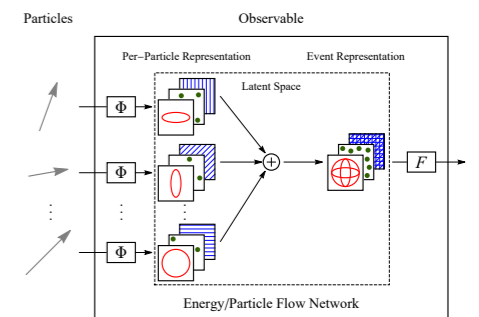 Particles
Observable
Per−Particle Representation
Event Representation
Latent Space
Φ
Φ
Φ
+
F
Energy/Particle Flow Network